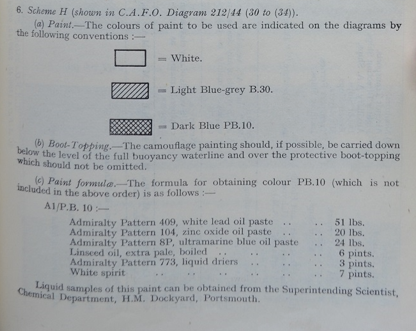 6. Scheme H (shown in C.A.F.O. Diagram 212/44 (30 to (34)).
(a) Paint.—The colours of paint to be used are indicated on the diagrams by
the following conventions :—
= White.
= Light Blue-grey B.30.
= Dark Blue PB.10.
(b) Boot-Topping.—The camouflage painting should, if possible, be carried down
below the level of the full buoyancy waterline and over the protective boot-topping
which should not be omitted.
(c) Paint formulæ.—The formula for obtaining colour PB.10 (which is not
included in the above order) is as follows :—
A1/P.B. 10 :—
Admiralty Pattern 409, white lead oil paste .. .. 51 lbs.
Admiralty Pattern 104, zinc oxide oil paste .. .. 20 lbs.
Admiralty Pattern 8P, ultramarine blue oil paste .. 24 lbs.
Linseed oil, extra pale, boiled .. .. .. .. 6 pints.
Admiralty Pattern 773, liquid driers .. .. .. 3 pints.
White spirit .. .. .. .. .. .. 7 pints.
Liquid samples of this paint can be obtained from the Superintending Scientist,
Chemical Department, H.M. Dockyard, Portsmouth.